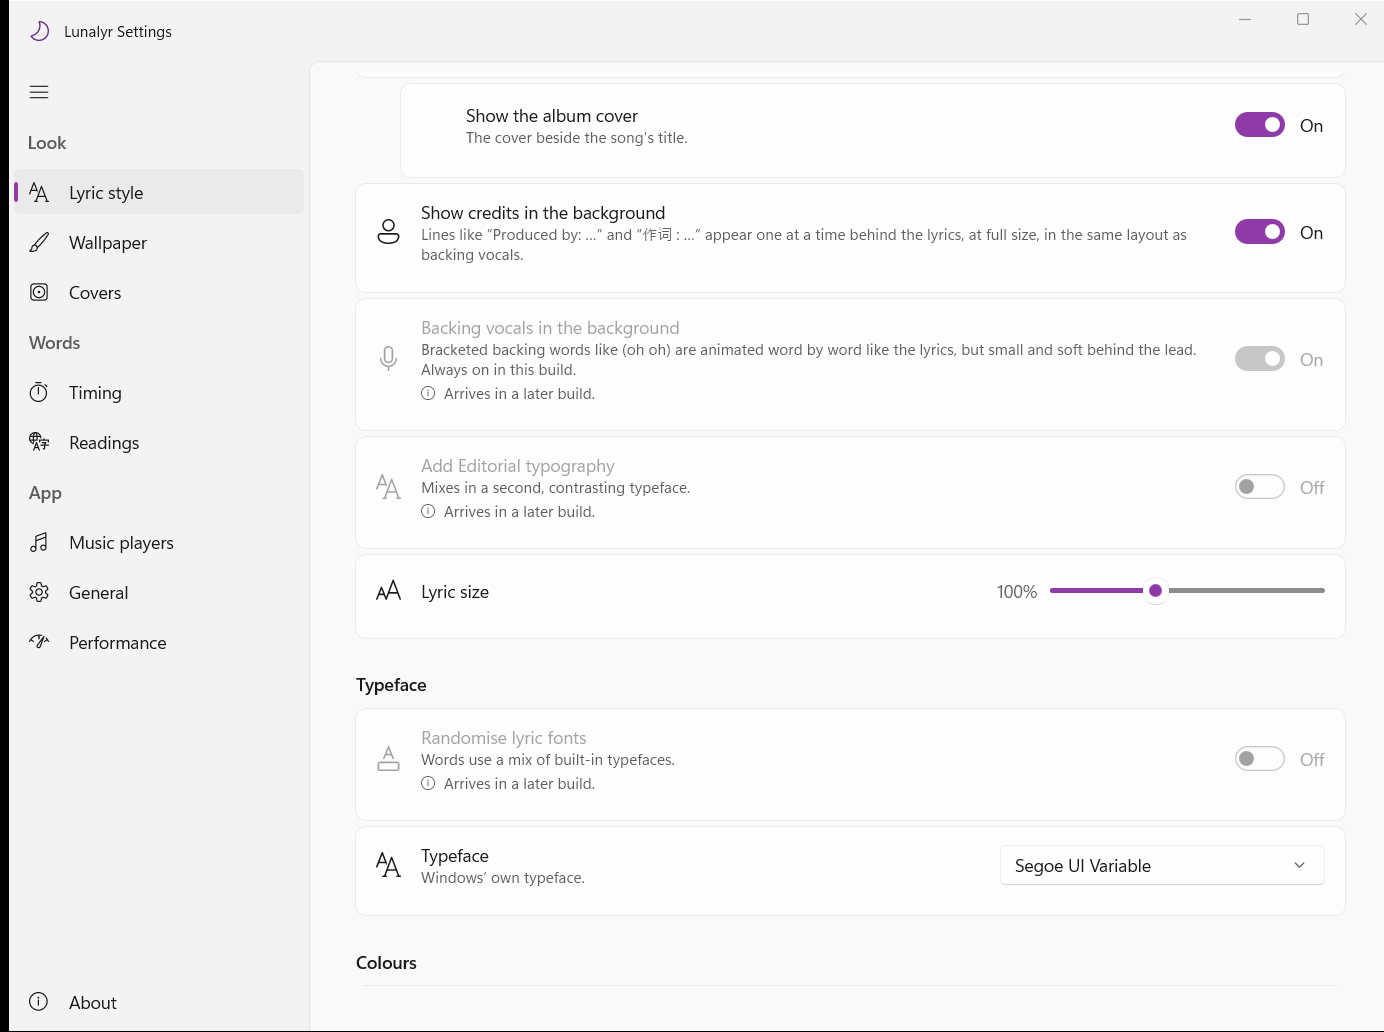 Lunalyr Settings
Look
Lyric style
Wallpaper
Covers
Words
Timing
Readings
App
Music players
General
Performance
About
Show the album cover
The cover beside the song’s title.
On
Show credits in the background
Lines like “Produced by: …” and “作词 : …” appear one at a time behind the lyrics, at full size, in the same layout as
backing vocals.
On
Backing vocals in the background
Bracketed backing words like (oh oh) are animated word by word like the lyrics, but small and soft behind the lead.
Always on in this build.
Arrives in a later build.
On
Add Editorial typography
Mixes in a second, contrasting typeface.
Arrives in a later build.
Off
Lyric size
100%
Typeface
Randomise lyric fonts
Words use a mix of built-in typefaces.
Arrives in a later build.
Off
Typeface
Windows’ own typeface.
Segoe UI Variable
Colours